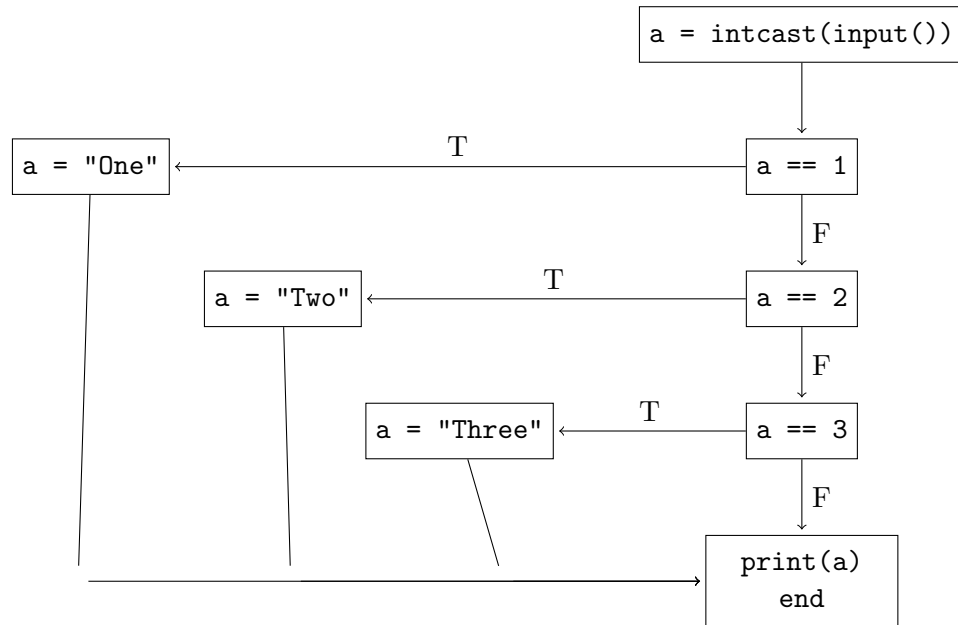 a = intcast(input())
T
a = "One"
a == 1
F
T
a = "Two"
a == 2
F
T
a = "Three"
a == 3
F
print(a)
end